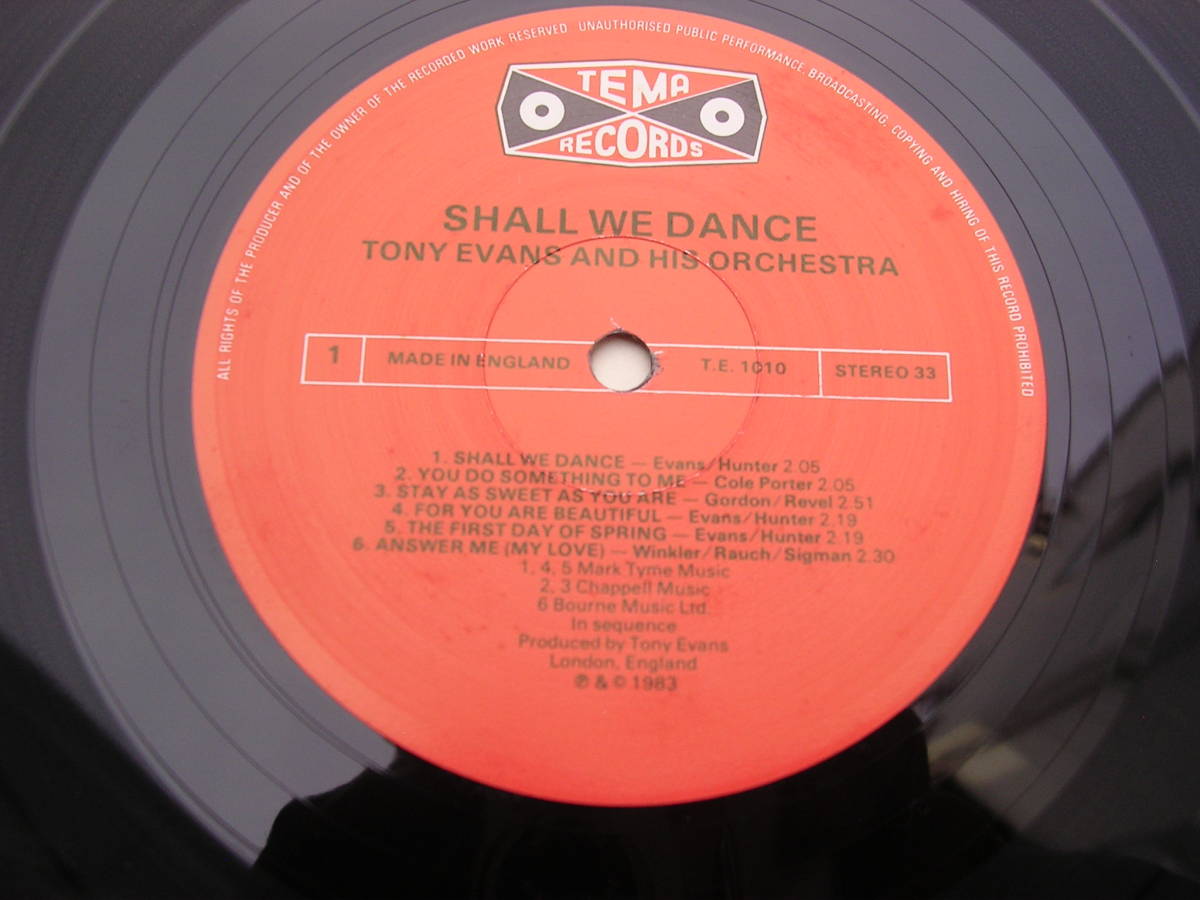 ALL RIGHTS OF THE PRODUCER AND OF THE OWNER OF THE RECORDED WORK RESERVED UNAUTHORISED PUBLIC PERFORMANCE, BROADCASTING, COPYING AND HIRING OF THIS RECORD PROHIBITED
TEMA
RECORDS
SHALL WE DANCE
TONY EVANS AND HIS ORCHESTRA
1 MADE IN ENGLAND T.E. 1010 STEREO 33
1. SHALL WE DANCE — Evans/Hunter 2.05
2. YOU DO SOMETHING TO ME — Cole Porter 2.05
3. STAY AS SWEET AS YOU ARE — Gordon/Revel 2.51
4. FOR YOU ARE BEAUTIFUL — Evans/Hunter 2.19
5. THE FIRST DAY OF SPRING — Evans/Hunter 2.19
6. ANSWER ME (MY LOVE) — Winkler/Rauch/Sigman 2.30
1, 4, 5 Mark Tyme Music
2, 3 Chappell Music
6 Bourne Music Ltd.
In sequence
Produced by Tony Evans
London, England
℗ & © 1983